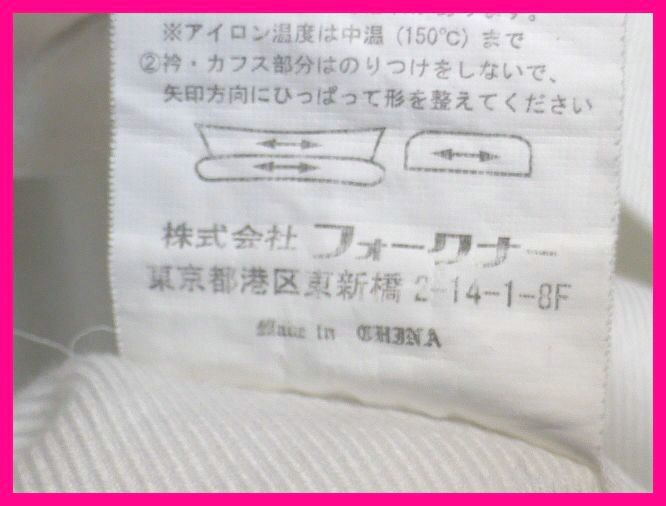 ※アイロン温度は中温(150℃)まで
②衿・カフス部分はのりつけをしないで、
矢印方向にひっぱって形を整えてください
株式会社 フォークナー
東京都港区東新橋 2-14-1-8F
Made in CHINA